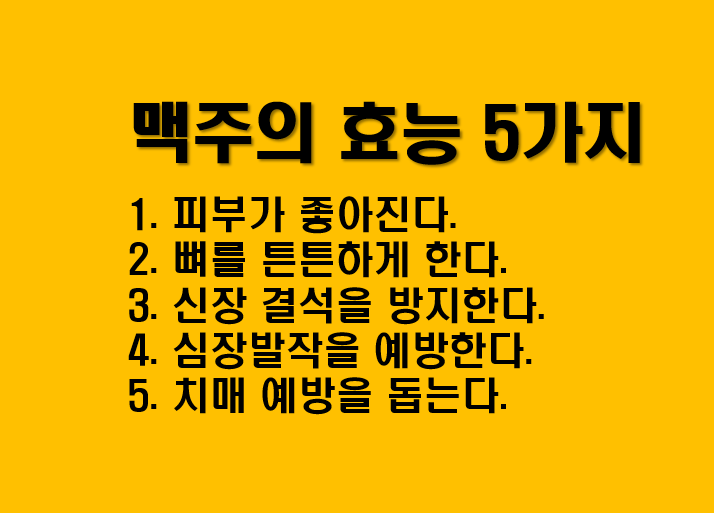 맥주의 효능 5가지
1. 피부가 좋아진다.
2. 뼈를 튼튼하게 한다.
3. 신장 결석을 방지한다.
4. 심장발작을 예방한다.
5. 치매 예방을 돕는다.